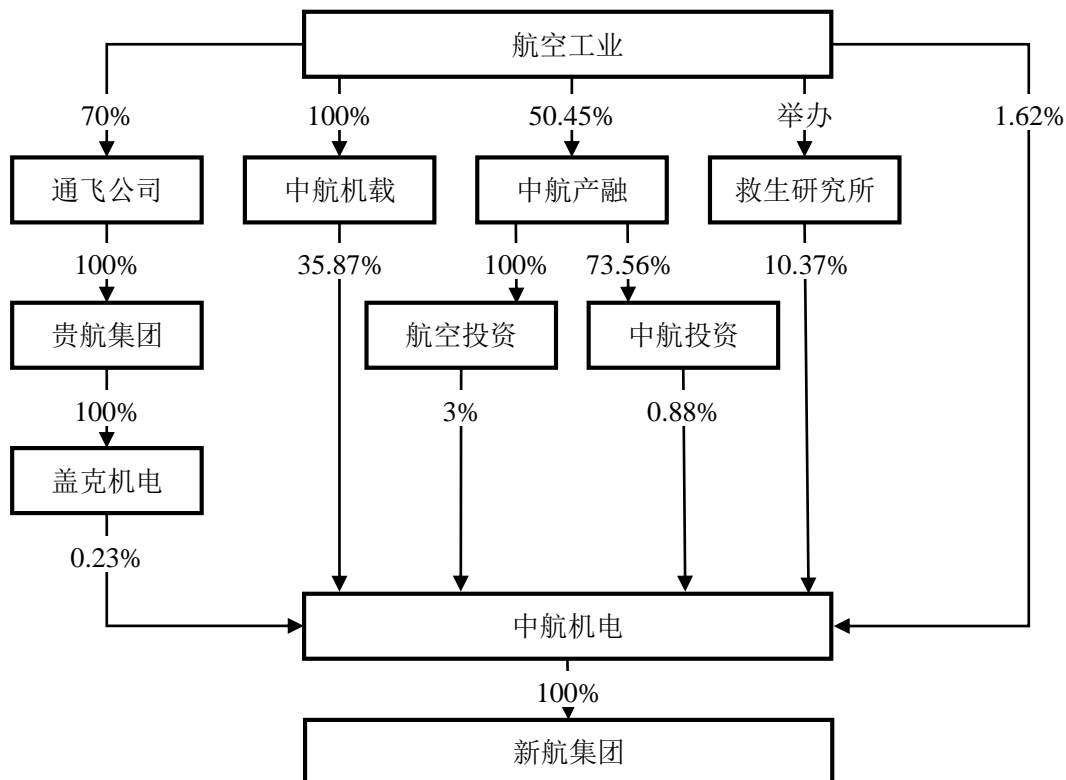 航空工业
70%
100%
50.45%
举办
1.62%
通飞公司
中航机载
中航产融
救生研究所
100%
35.87%
100%
73.56%
10.37%
贵航集团
航空投资
中航投资
100%
3%
0.88%
盖克机电
0.23%
中航机电
100%
新航集团